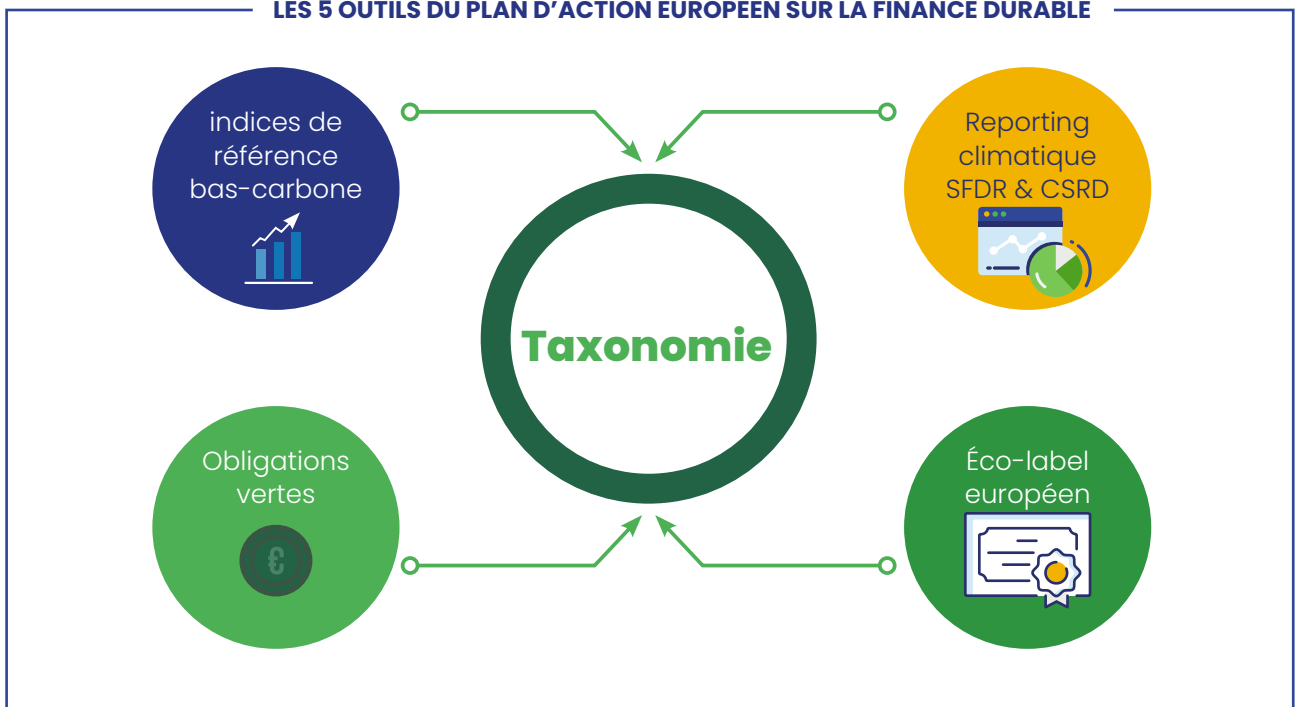 LES 5 OUTILS DU PLAN D’ACTION EUROPÉEN SUR LA FINANCE DURABLE
indices de
référence
bas-carbone
Reporting
climatique
SFDR & CSRD
Taxonomie
Obligations
vertes
€
Éco-label
européen